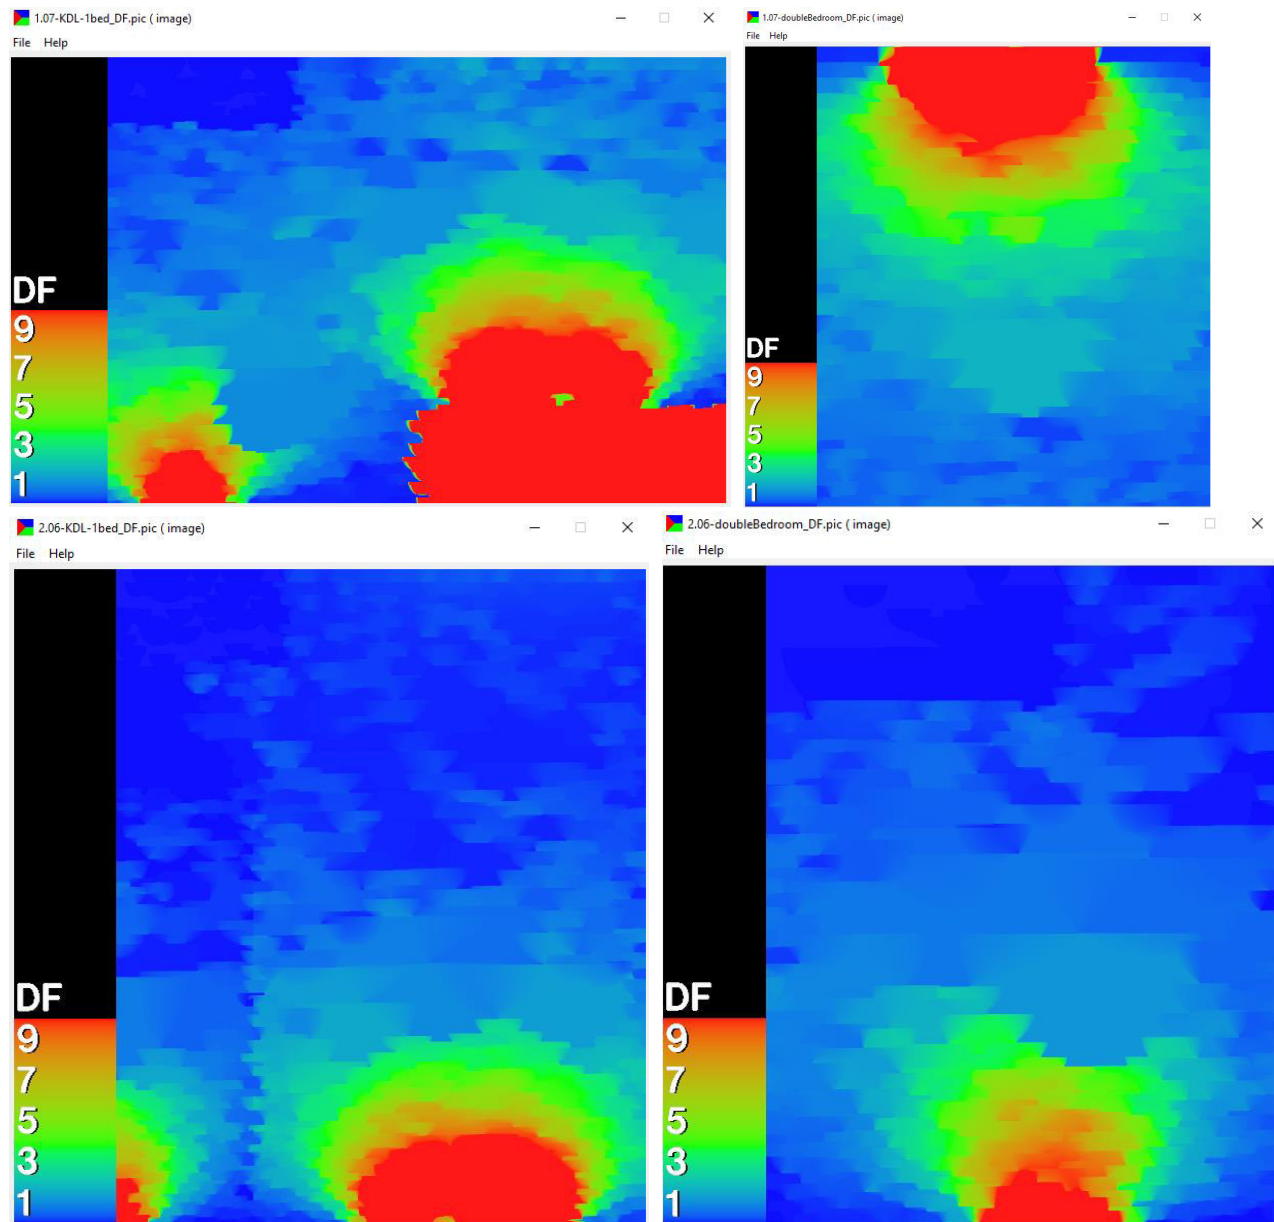 1.07-KDL-1bed_DF.pic ( image)
File Help
DF
9
7
5
3
1
1.07-doubleBedroom_DF.pic ( image)
File Help
DF
9
7
5
3
1
2.06-KDL-1bed_DF.pic ( image)
File Help
DF
9
7
5
3
1
2.06-doubleBedroom_DF.pic ( image)
File Help
DF
9
7
5
3
1